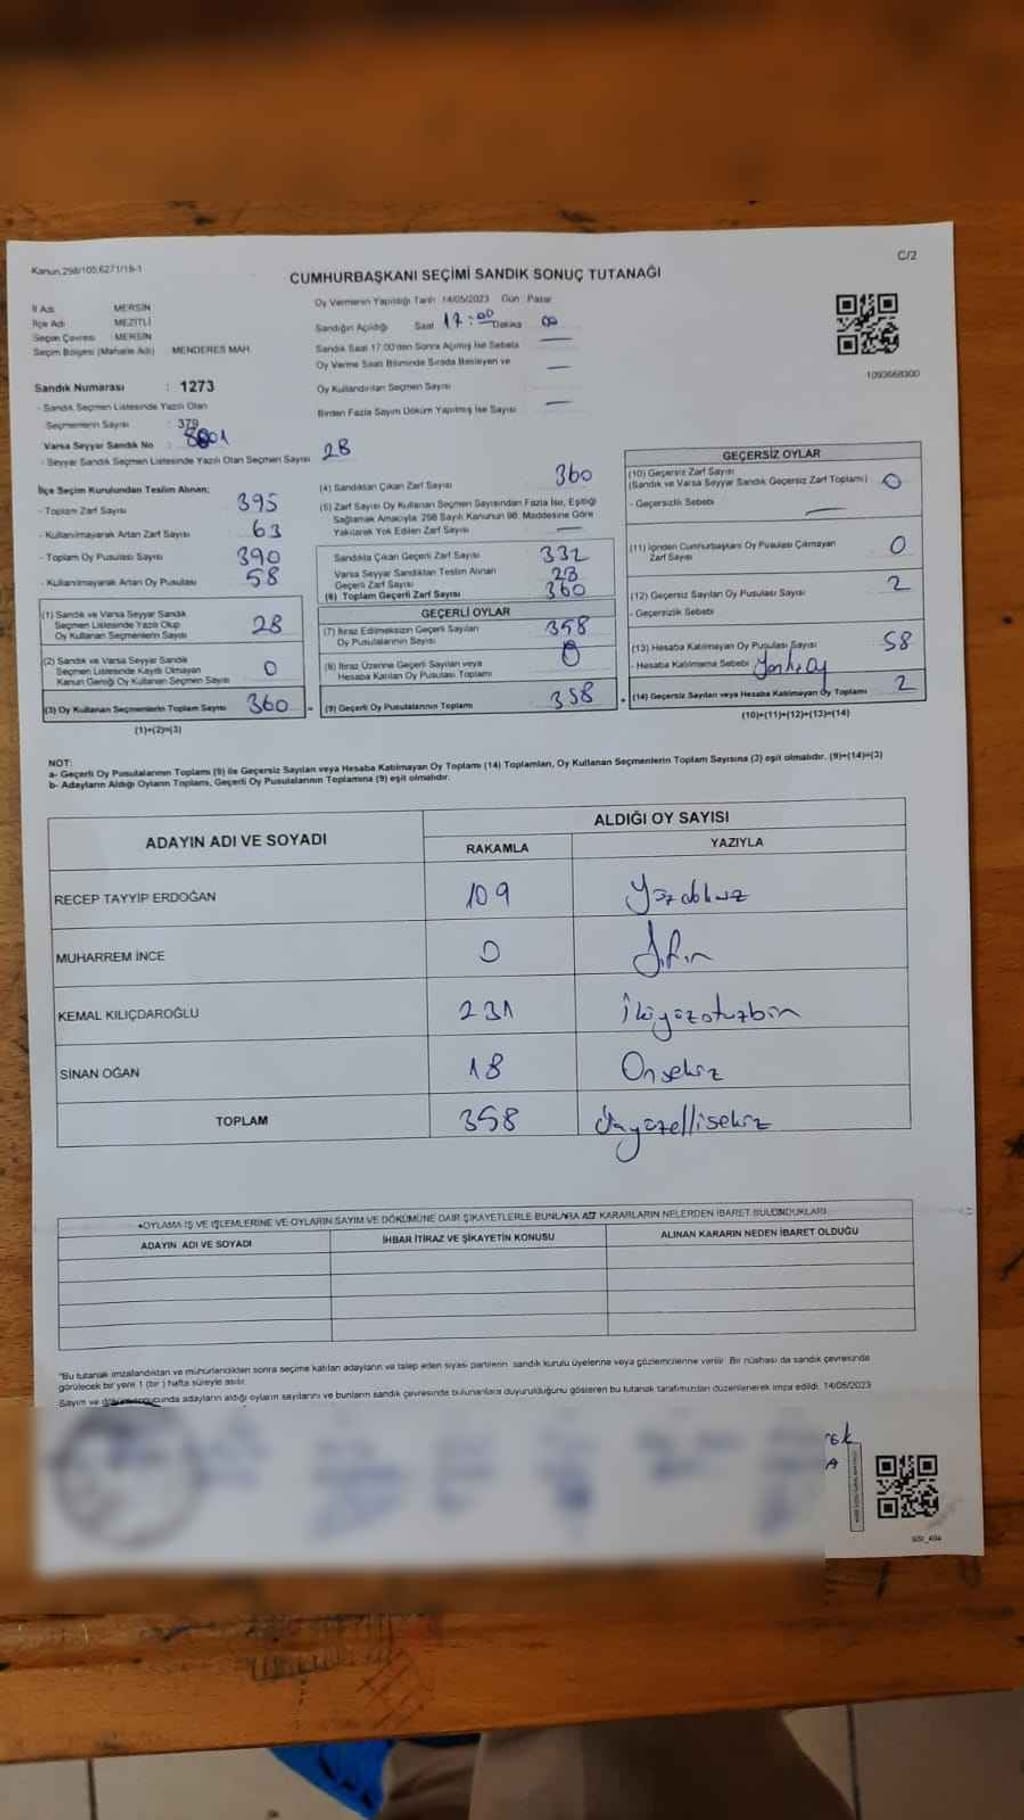 Kanun.298/105;6271/19-1
C/2
CUMHURBAŞKANI SEÇİMİ SANDIK SONUÇ TUTANAĞI
İl Adı MERSİN
İlçe Adı MEZİTLİ
Seçim Çevresi MERSİN
Seçim Bölgesi (Mahalle Adı) MENDERES MAH.
Sandık Numarası : 1273
- Sandık Seçmen Listesinde Yazılı Olan
Seçmenlerin Sayısı : 379
Varsa Seyyar Sandık No :
- Seyyar Sandık Seçmen Listesinde Yazılı Olan Seçmen Sayısı 28
Oy Vermenin Yapıldığı Tarih 14/05/2023 Gün Pazar
Sandığın Açıldığı Saat 17:00 Dakika 00
Sandık Saat 17:00'den Sonra Açılmış İse Sebebi —
Oy Verme Saati Bitiminde Sırada Bekleyen ve —
Oy Kullandırılan Seçmen Sayısı
Birden Fazla Sayım Döküm Yapılmış İse Sayısı —
1093668300
İlçe Seçim Kurulundan Teslim Alınan:
- Toplam Zarf Sayısı 395
- Kullanılmayarak Artan Zarf Sayısı 63
- Toplam Oy Pusulası Sayısı 390
- Kullanılmayarak Artan Oy Pusulası 58
(1) Sandık ve Varsa Seyyar Sandık
Seçmen Listesinde Yazılı Olup
Oy Kullanan Seçmenlerin Sayısı 28
(2) Sandık ve Varsa Seyyar Sandık
Seçmen Listesinde Kayıtlı Olmayan
Kanun Gereği Oy Kullanan Seçmen Sayısı 0
(3) Oy Kullanan Seçmenlerin Toplam Sayısı 360
(1)+(2)=(3)
(4) Sandıktan Çıkan Zarf Sayısı 360
(5) Zarf Sayısı Oy Kullanan Seçmen Sayısından Fazla İse, Eşitliği
Sağlamak Amacıyla, 298 Sayılı Kanunun 98. Maddesine Göre
Yakılarak Yok Edilen Zarf Sayısı —
Sandıkta Çıkan Geçerli Zarf Sayısı 332
Varsa Seyyar Sandıktan Teslim Alınan
Geçerli Zarf Sayısı 28
(6) Toplam Geçerli Zarf Sayısı 360
GEÇERLİ OYLAR
(7) İtiraz Edilmeksizin Geçerli Sayılan
Oy Pusulalarının Sayısı 358
(8) İtiraz Üzerine Geçerli Sayılan veya
Hesaba Katılan Oy Pusulası Toplamı 0
(9) Geçerli Oy Pusulalarının Toplamı 358
GEÇERSİZ OYLAR
(10) Geçersiz Zarf Sayısı
(Sandık ve Varsa Seyyar Sandık Geçersiz Zarf Toplamı) 0
- Geçersizlik Sebebi —
(11) İçinden Cumhurbaşkanı Oy Pusulası Çıkmayan
Zarf Sayısı 0
(12) Geçersiz Sayılan Oy Pusulası Sayısı 2
- Geçersizlik Sebebi
(13) Hesaba Katılmayan Oy Pusulası Sayısı 58
- Hesaba Katılmama Sebebi
(14) Geçersiz Sayılan veya Hesaba Katılmayan Oy Toplamı 2
(10)+(11)+(12)+(13)=(14)
NOT:
a- Geçerli Oy Pusulalarının Toplamı (9) ile Geçersiz Sayılan veya Hesaba Katılmayan Oy Toplamı (14) Toplamları, Oy Kullanan Seçmenlerin Toplam Sayısına (3) eşit olmalıdır. (9)+(14)=(3)
b- Adayların Aldığı Oyların Toplamı, Geçerli Oy Pusulalarının Toplamına (9) eşit olmalıdır.
ADAYIN ADI VE SOYADI
ALDIĞI OY SAYISI
RAKAMLA YAZIYLA
RECEP TAYYİP ERDOĞAN 109 Yüzdokuz
MUHARREM İNCE 0 Sıfır
KEMAL KILIÇDAROĞLU 231 İkiyüzotuzbir
SİNAN OĞAN 18 Onsekiz
TOPLAM 358 Üçyüzellisekiz
OYLAMA İŞ VE İŞLEMLERİNE VE OYLARIN SAYIM VE DÖKÜMÜNE DAİR ŞİKAYETLERLE BUNLARA AİT KARARLARIN NELERDEN İBARET BULUNDUKLARI
ADAYIN ADI VE SOYADI İHBAR İTİRAZ VE ŞİKAYETİN KONUSU ALINAN KARARIN NEDEN İBARET OLDUĞU
"Bu tutanak imzalandıktan ve mühürlendikten sonra seçime katılan adayların ve talep eden siyasi partilerin sandık kurulu üyelerine veya gözlemcilerine verilir. Bir nüshası da sandık çevresinde
görülecek bir yere 1 (bir) hafta süreyle asılır.
Sayım ve dökümü sonucunda adayların aldığı oyların sayılarını ve bunların sandık çevresinde bulunanlara duyurulduğunu gösteren bu tutanak tarafımızdan düzenlenerek imza edildi. 14/05/2023